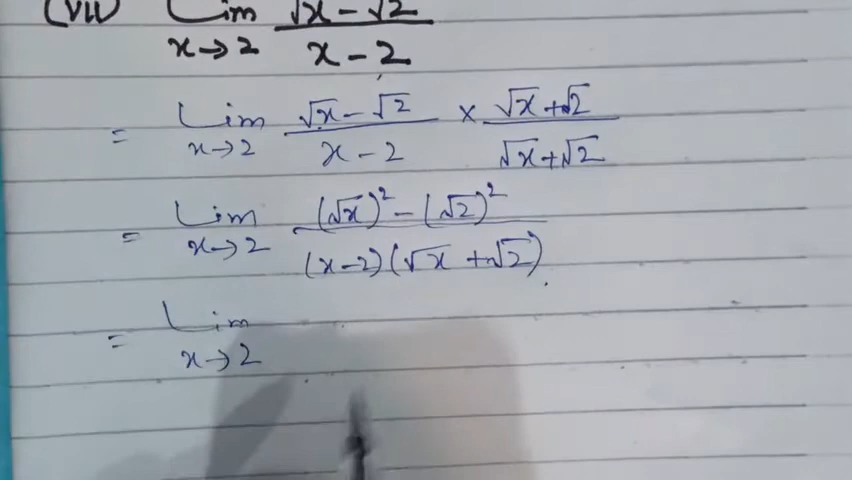 (vii) Lim x→2 (√x - √2)/(x - 2)
= Lim x→2 (√x - √2)/(x - 2) × (√x + √2)/(√x + √2)
= Lim x→2 ((√x)² - (√2)²)/((x-2)(√x + √2))
= Lim x→2